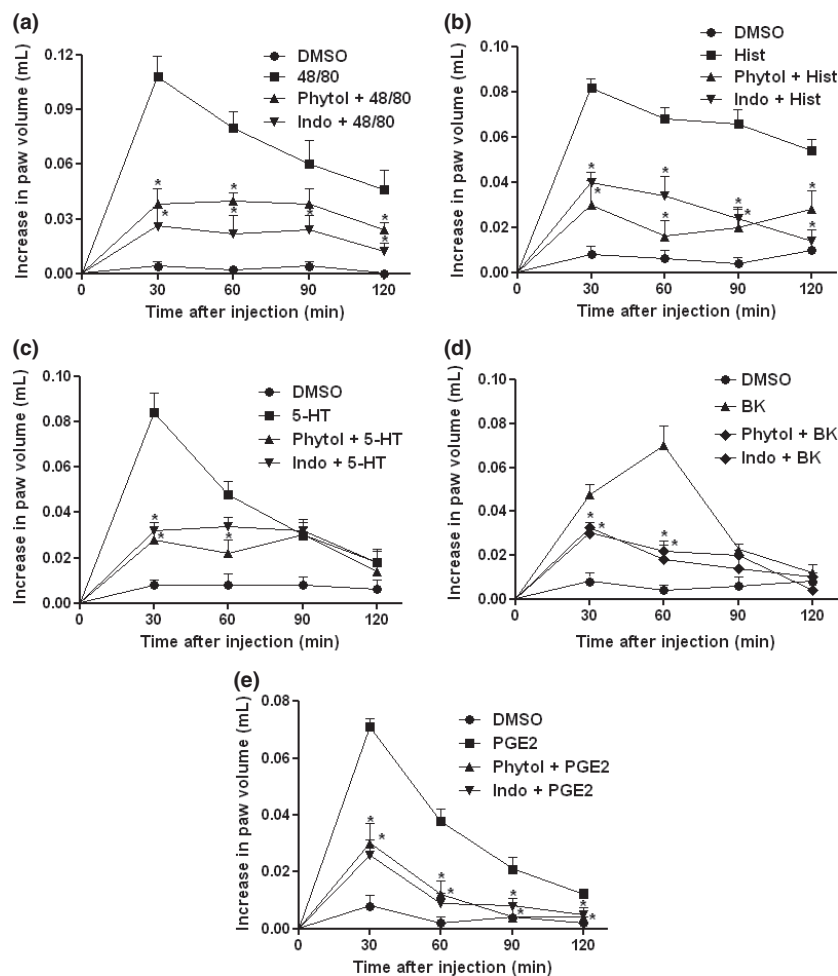 (a)
Increase in paw volume (mL)
0.12
0.09
0.06
0.03
0.00
DMSO
48/80
Phytol + 48/80
Indo + 48/80
* * * *
* * * *
0 30 60 90 120
Time after injection (min)
(b)
Increase in paw volume (mL)
0.10
0.08
0.06
0.04
0.02
0.00
DMSO
Hist
Phytol + Hist
Indo + Hist
* * * *
* * * *
0 30 60 90 120
Time after injection (min)
(c)
Increase in paw volume (mL)
0.10
0.08
0.06
0.04
0.02
0.00
DMSO
5-HT
Phytol + 5-HT
Indo + 5-HT
*
* *
0 30 60 90 120
Time after injection (min)
(d)
Increase in paw volume (mL)
0.10
0.08
0.06
0.04
0.02
0.00
DMSO
BK
Phytol + BK
Indo + BK
* *
* *
0 30 60 90 120
Time after injection (min)
(e)
Increase in paw volume (mL)
0.08
0.06
0.04
0.02
0.00
DMSO
PGE2
Phytol + PGE2
Indo + PGE2
* * * *
* * * *
0 30 60 90 120
Time after injection (min)